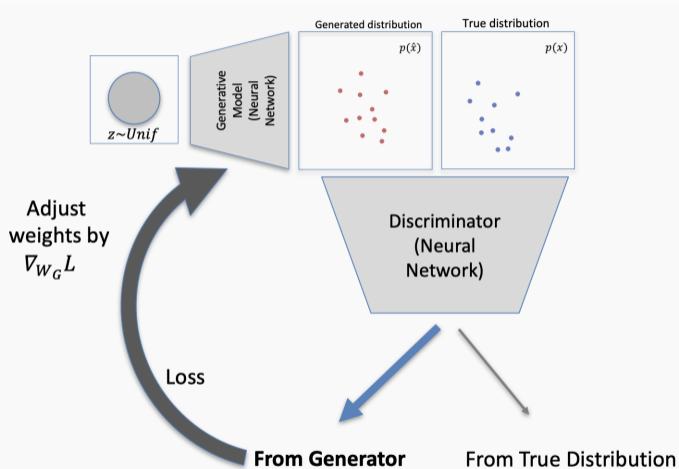 Generated distribution
True distribution
p(x̂)
p(x)
Generative
Model
(Neural
Network)
z~Unif
Discriminator
(Neural
Network)
Adjust
weights by
∇_{W_G} L
Loss
From Generator
From True Distribution